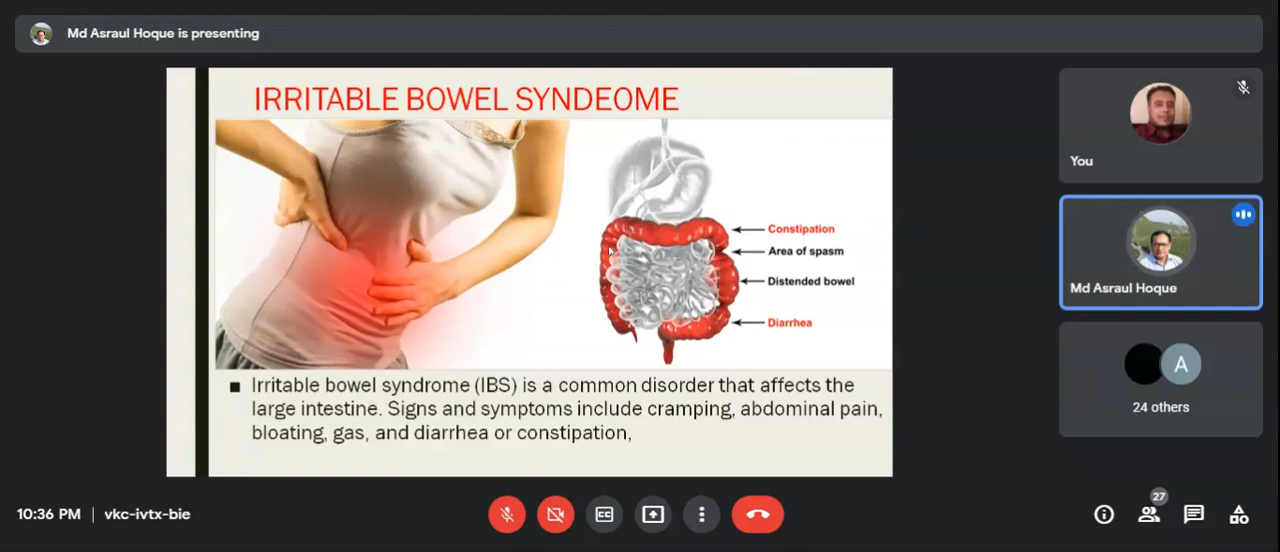 Md Asraul Hoque is presenting
IRRITABLE BOWEL SYNDEOME
Constipation
Area of spasm
Distended bowel
Diarrhea
Irritable bowel syndrome (IBS) is a common disorder that affects the
large intestine. Signs and symptoms include cramping, abdominal pain,
bloating, gas, and diarrhea or constipation,
You
Md Asraul Hoque
A
24 others
10:36 PM | vkc-ivtx-bie
CC
27